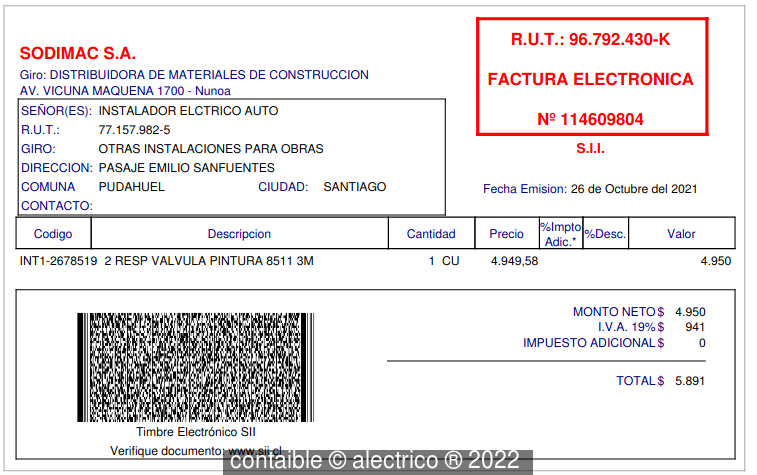 SODIMAC S.A.
Giro: DISTRIBUIDORA DE MATERIALES DE CONSTRUCCION
AV. VICUNA MAQUENA 1700 - Nunoa
R.U.T.: 96.792.430-K
FACTURA ELECTRONICA
Nº 114609804
S.I.I.
SEÑOR(ES): INSTALADOR ELCTRICO AUTO
R.U.T.: 77.157.982-5
GIRO: OTRAS INSTALACIONES PARA OBRAS
DIRECCION: PASAJE EMILIO SANFUENTES
COMUNA PUDAHUEL CIUDAD: SANTIAGO
CONTACTO:
Fecha Emision: 26 de Octubre del 2021
Codigo Descripcion Cantidad Precio %Impto Adic.* %Desc. Valor
INT1-2678519 2 RESP VALVULA PINTURA 8511 3M 1 CU 4.949,58 4.950
MONTO NETO $ 4.950
I.V.A. 19% $ 941
IMPUESTO ADICIONAL $ 0
TOTAL $ 5.891
Timbre Electrónico SII
Verifique documento: www.sii.cl
contaible © alectrico ® 2022